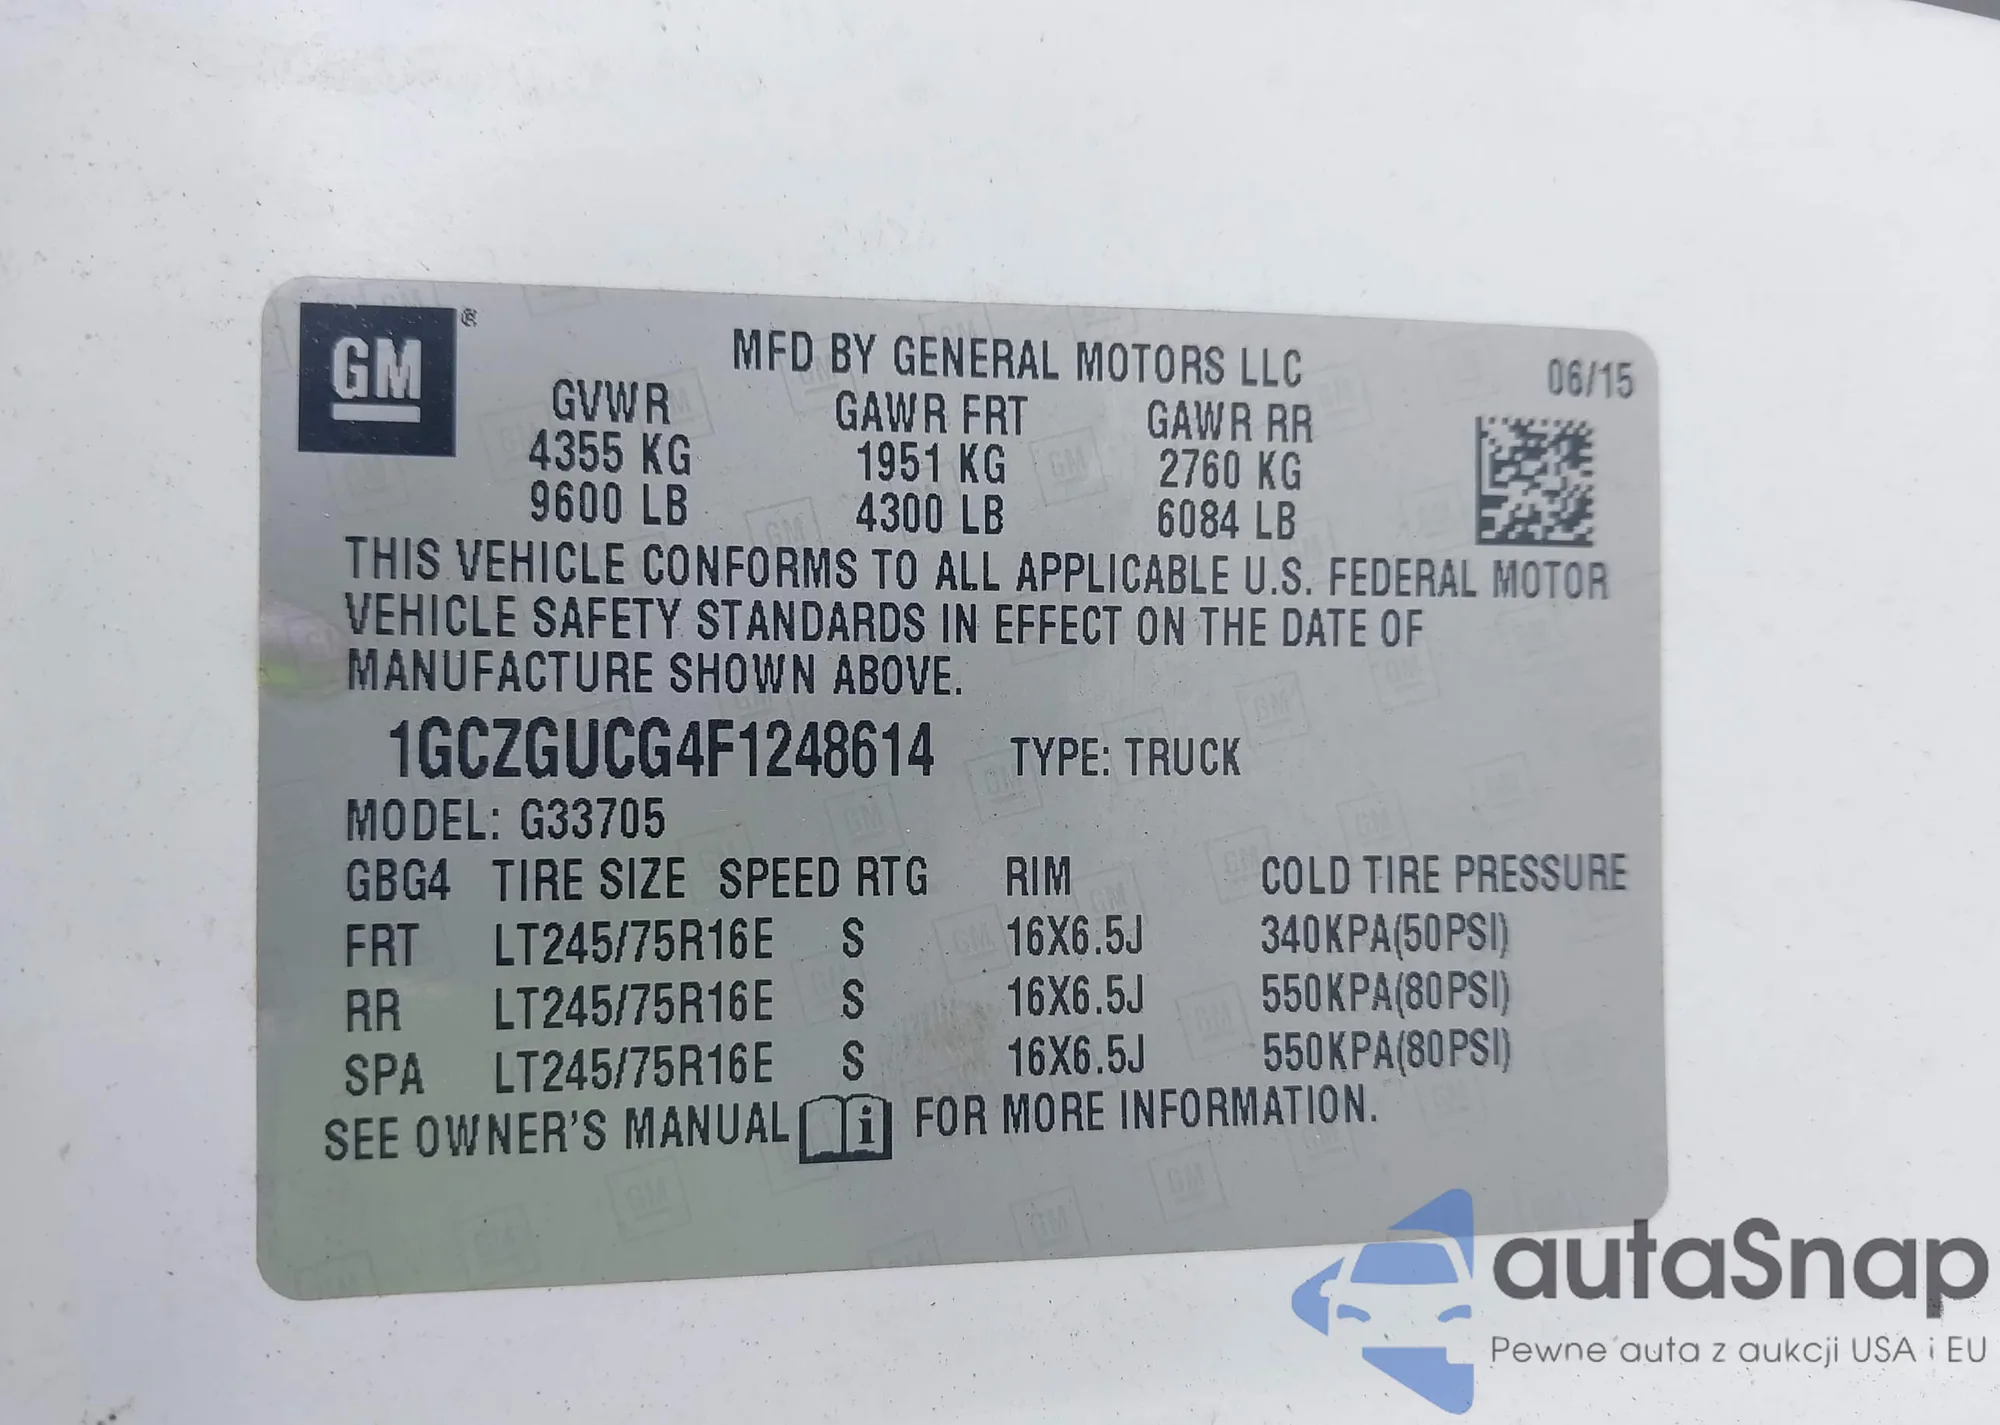 GM®
MFD BY GENERAL MOTORS LLC 06/15
GVWR GAWR FRT GAWR RR
4355 KG 1951 KG 2760 KG
9600 LB 4300 LB 6084 LB
THIS VEHICLE CONFORMS TO ALL APPLICABLE U.S. FEDERAL MOTOR
VEHICLE SAFETY STANDARDS IN EFFECT ON THE DATE OF
MANUFACTURE SHOWN ABOVE.
1GCZGUCG4F1248614 TYPE: TRUCK
MODEL: G33705
GBG4 TIRE SIZE SPEED RTG RIM COLD TIRE PRESSURE
FRT LT245/75R16E S 16X6.5J 340KPA(50PSI)
RR LT245/75R16E S 16X6.5J 550KPA(80PSI)
SPA LT245/75R16E S 16X6.5J 550KPA(80PSI)
SEE OWNER'S MANUAL i FOR MORE INFORMATION.
autaSnap
Pewne auta z aukcji USA i EU